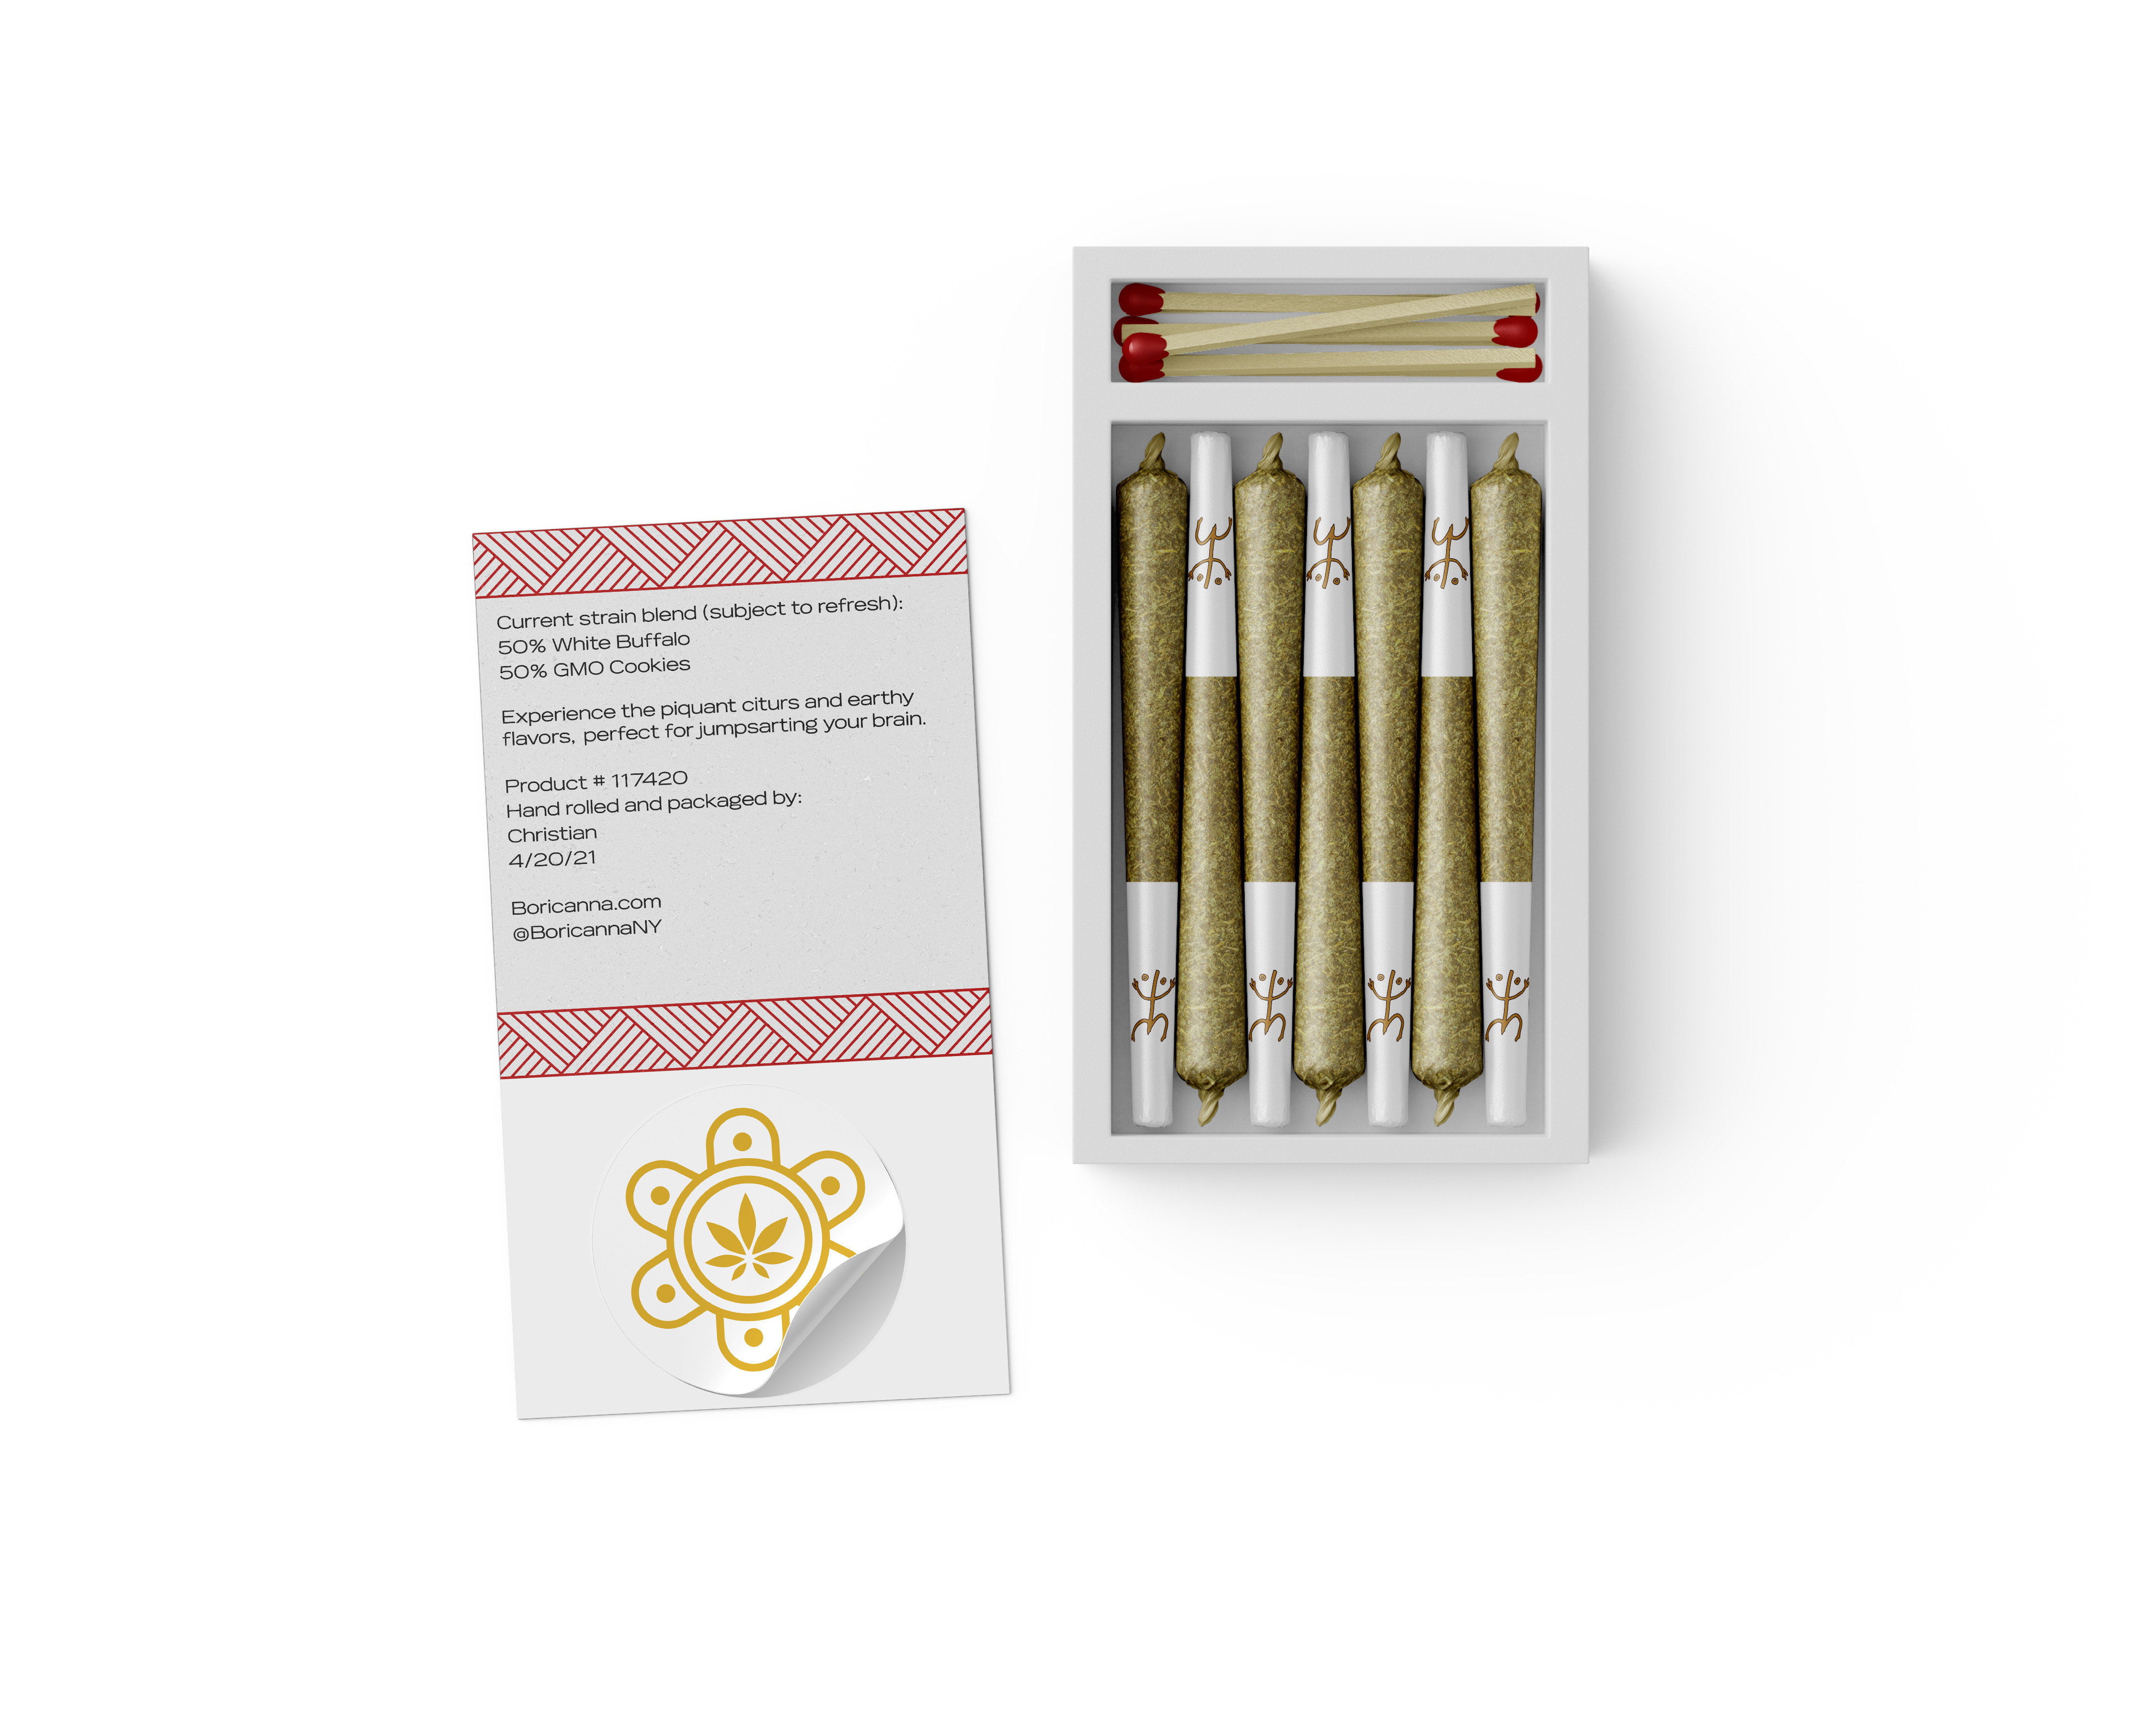 Current strain blend (subject to refresh):
50% White Buffalo
50% GMO Cookies
Experience the piquant citurs and earthy
flavors, perfect for jumpsarting your brain.
Product # 117420
Hand rolled and packaged by:
Christian
4/20/21
Boricanna.com
@BoricannaNY